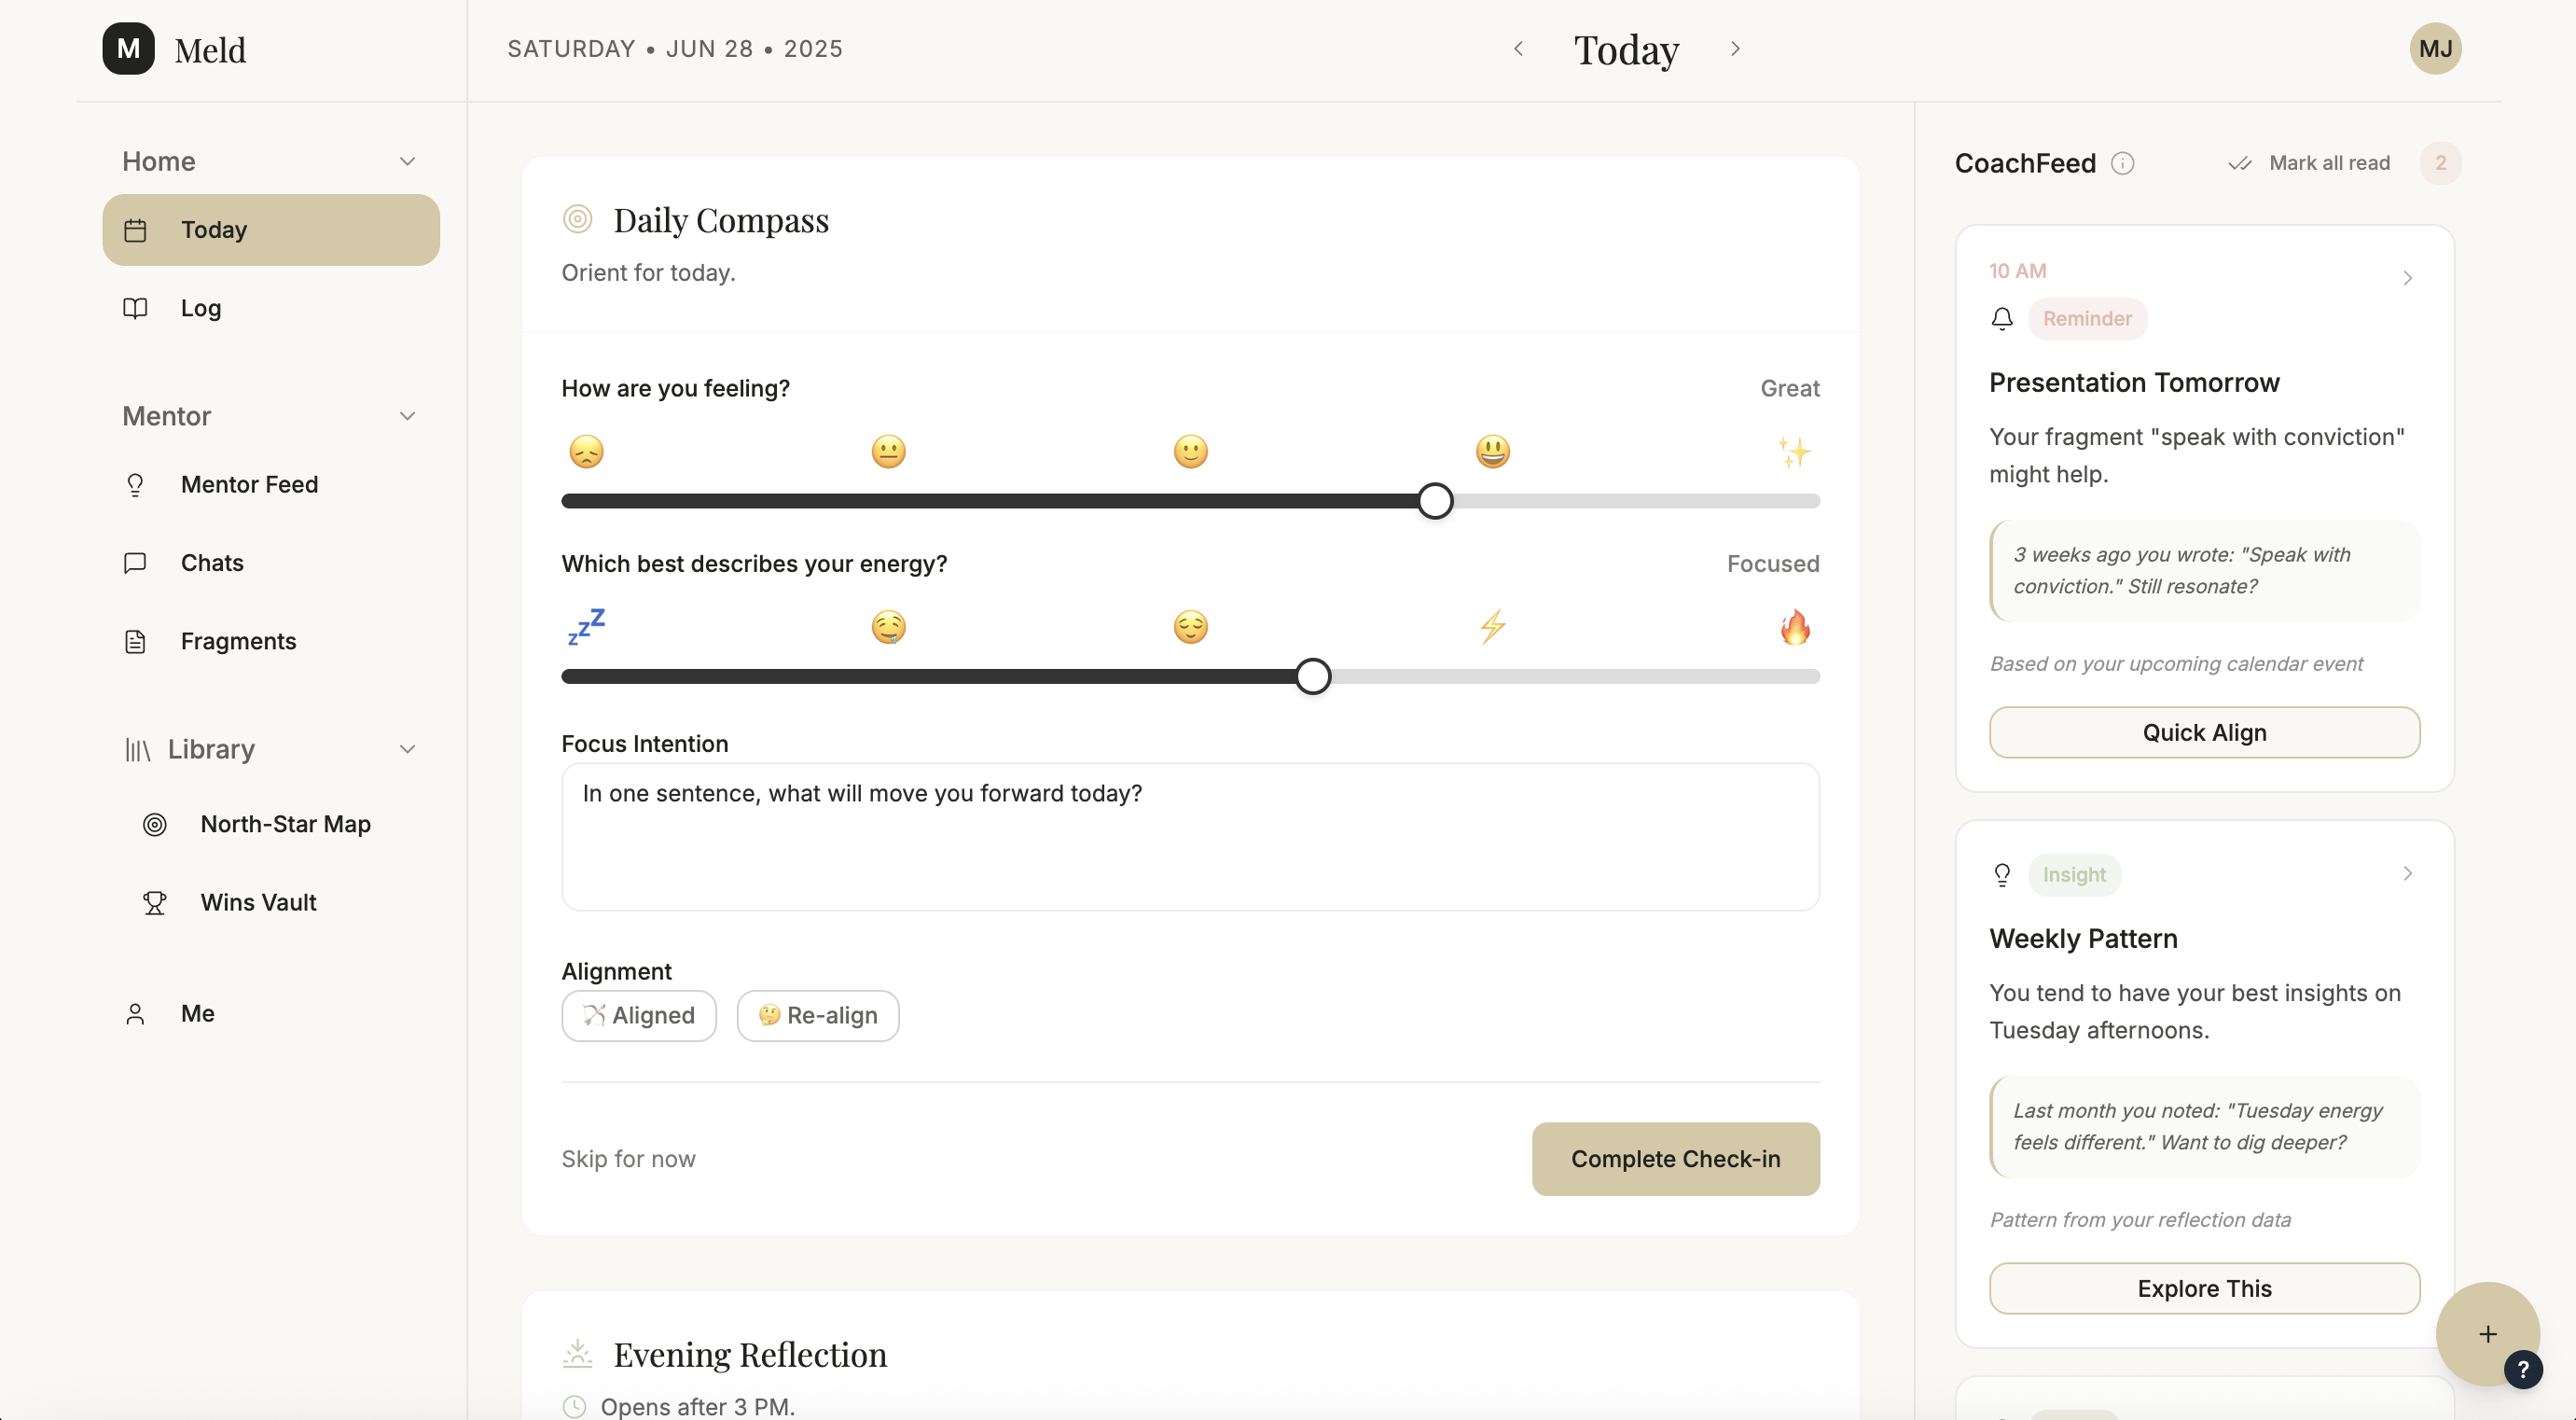 M Meld
SATURDAY • JUN 28 • 2025
Today
MJ
Home
Today
Log
Mentor
Mentor Feed
Chats
Fragments
Library
North-Star Map
Wins Vault
Me
Daily Compass
Orient for today.
How are you feeling?
Great
Which best describes your energy?
Focused
Focus Intention
In one sentence, what will move you forward today?
Alignment
Aligned
Re-align
Skip for now
Complete Check-in
Evening Reflection
Opens after 3 PM.
CoachFeed
Mark all read
2
10 AM
Reminder
Presentation Tomorrow
Your fragment "speak with conviction"
might help.
3 weeks ago you wrote: "Speak with
conviction." Still resonate?
Based on your upcoming calendar event
Quick Align
Insight
Weekly Pattern
You tend to have your best insights on
Tuesday afternoons.
Last month you noted: "Tuesday energy
feels different." Want to dig deeper?
Pattern from your reflection data
Explore This
+
?